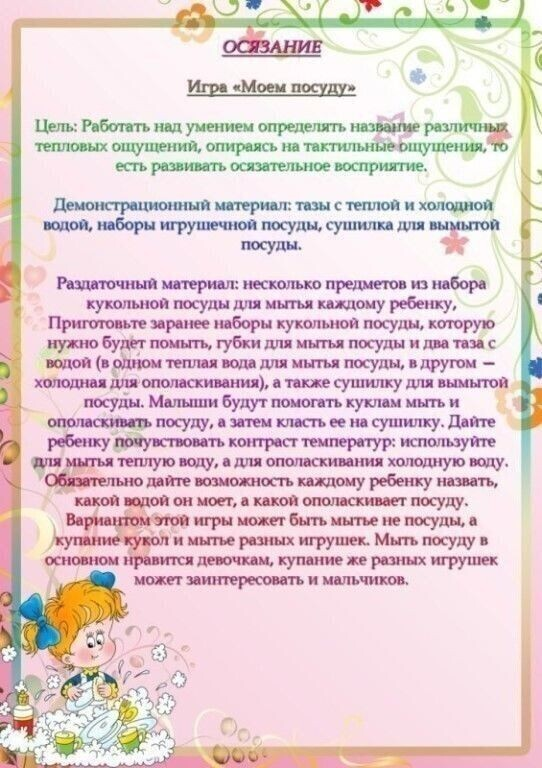 ОСЯЗАНИЕ
Игра «Моем посуду»
Цель: Работать над умением определять название различных
тепловых ощущений, опираясь на тактильные ощущения, то
есть развивать осязательное восприятие.
Демонстрационный материал: тазы с теплой и холодной
водой, наборы игрушечной посуды, сушилка для вымытой
посуды.
Раздаточный материал: несколько предметов из набора
кукольной посуды для мытья каждому ребенку,
Приготовьте заранее наборы кукольной посуды, которую
нужно будет помыть, губки для мытья посуды и два таза с
водой (в одном теплая вода для мытья посуды, в другом —
холодная для ополаскивания), а также сушилку для вымытой
посуды. Малыши будут помогать куклам мыть и
ополаскивать посуду, а затем класть ее на сушилку. Дайте
ребенку почувствовать контраст температур: используйте
для мытья теплую воду, а для ополаскивания холодную воду.
Обязательно дайте возможность каждому ребенку назвать,
какой водой он моет, а какой ополаскивает посуду.
Вариантом этой игры может быть мытье не посуды, а
купание кукол и мытье разных игрушек. Мыть посуду в
основном нравится девочкам, купание же разных игрушек
может заинтересовать и мальчиков.